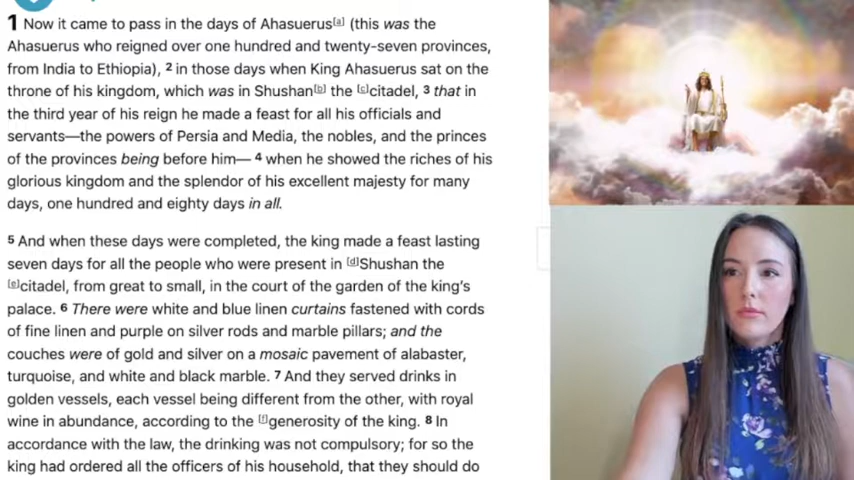 1 Now it came to pass in the days of Ahasuerus[a] (this was the
Ahasuerus who reigned over one hundred and twenty-seven provinces,
from India to Ethiopia), 2 in those days when King Ahasuerus sat on the
throne of his kingdom, which was in Shushan[b] the [c]citadel, 3 that in
the third year of his reign he made a feast for all his officials and
servants—the powers of Persia and Media, the nobles, and the princes
of the provinces being before him— 4 when he showed the riches of his
glorious kingdom and the splendor of his excellent majesty for many
days, one hundred and eighty days in all.
5 And when these days were completed, the king made a feast lasting
seven days for all the people who were present in [d]Shushan the
[e]citadel, from great to small, in the court of the garden of the king's
palace. 6 There were white and blue linen curtains fastened with cords
of fine linen and purple on silver rods and marble pillars; and the
couches were of gold and silver on a mosaic pavement of alabaster,
turquoise, and white and black marble. 7 And they served drinks in
golden vessels, each vessel being different from the other, with royal
wine in abundance, according to the [f]generosity of the king. 8 In
accordance with the law, the drinking was not compulsory; for so the
king had ordered all the officers of his household, that they should do